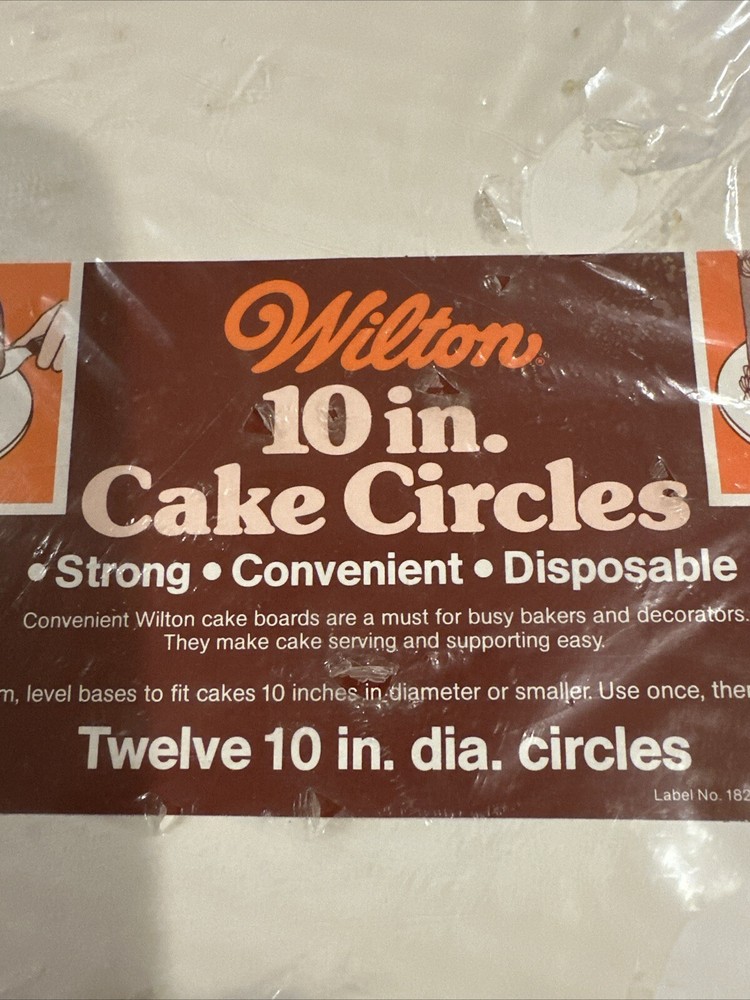 Wilton
10 in.
Cake Circles
• Strong • Convenient • Disposable
Convenient Wilton cake boards are a must for busy bakers and decorators.
They make cake serving and supporting easy.
m, level bases to fit cakes 10 inches in diameter or smaller. Use once, then
Twelve 10 in. dia. circles
Label No. 182